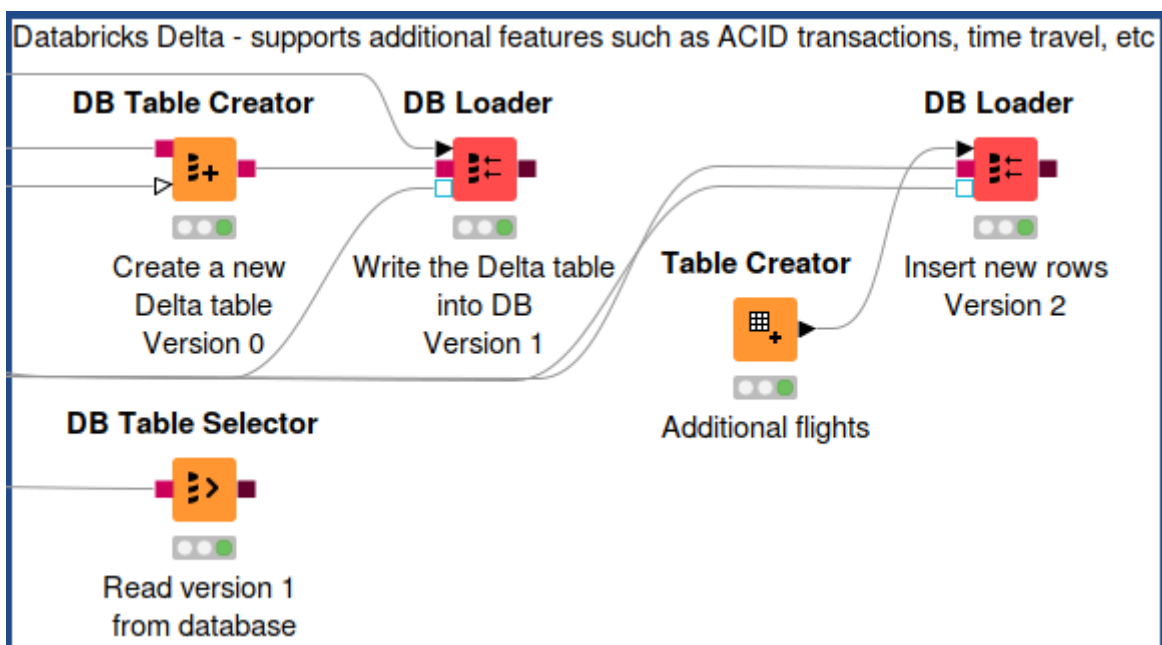 Databricks Delta - supports additional features such as ACID transactions, time travel, etc
DB Table Creator
DB Loader
DB Loader
Create a new
Delta table
Version 0
Write the Delta table
into DB
Version 1
Table Creator
Insert new rows
Version 2
Additional flights
DB Table Selector
Read version 1
from database